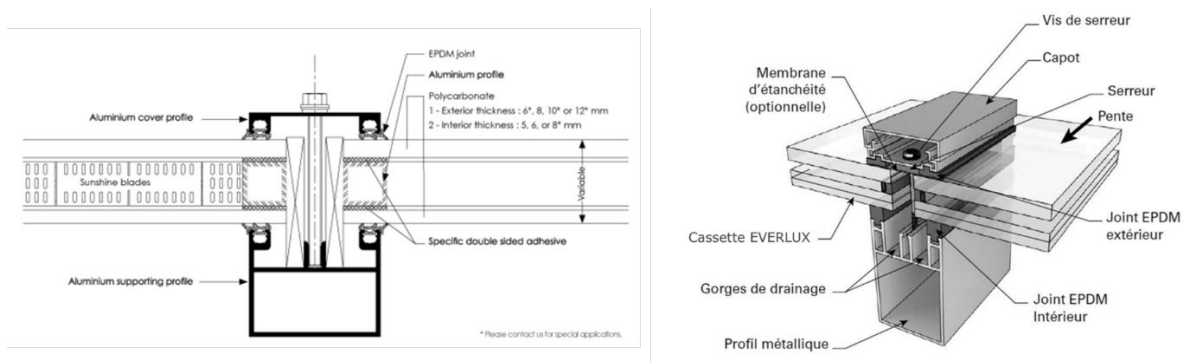 EPDM joint
Aluminium profile
Polycarbonate
1 - Exterior thickness : 6*, 8, 10* or 12* mm
2 - Interior thickness : 5, 6, or 8* mm
Aluminium cover profile
Sunshine blades
Variable
Specific double sided adhesive
Aluminium supporting profile
* Please contact us for special applications.
Vis de serreur
Capot
Membrane
d'étanchéité
(optionnelle)
Serreur
Pente
Cassette EVERLUX
Joint EPDM
extérieur
Gorges de drainage
Joint EPDM
Intérieur
Profil métallique